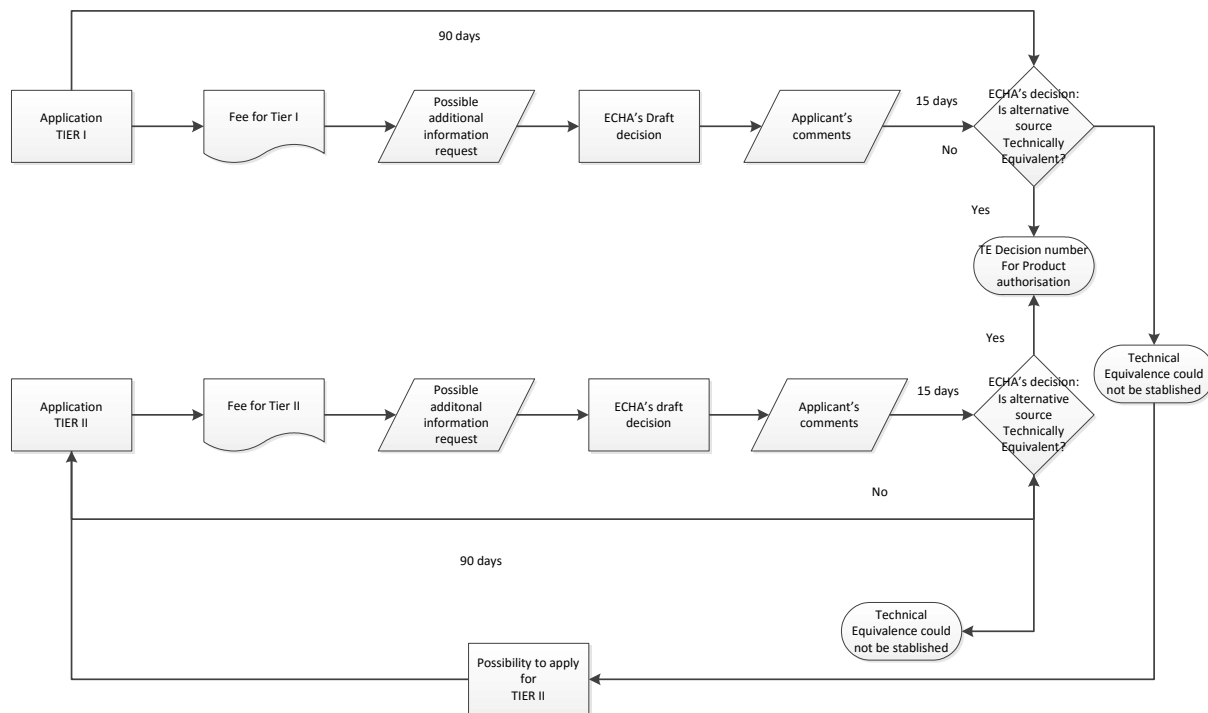 90 days
Application
TIER I
Fee for Tier I
Possible
additional
information
request
ECHA's Draft
decision
Applicant's
comments
15 days
No
ECHA's decision:
Is alternative
source
Technically
Equivalent?
Yes
TE Decision number
For Product
authorisation
Yes
Technical
Equivalence could
not be stablished
Application
TIER II
Fee for Tier II
Possible
additonal
information
request
ECHA's draft
decision
Applicant's
comments
15 days
ECHA's decision:
Is alternative
source
Technically
Equivalent?
No
90 days
Technical
Equivalence could
not be stablished
Possibility to apply
for
TIER II